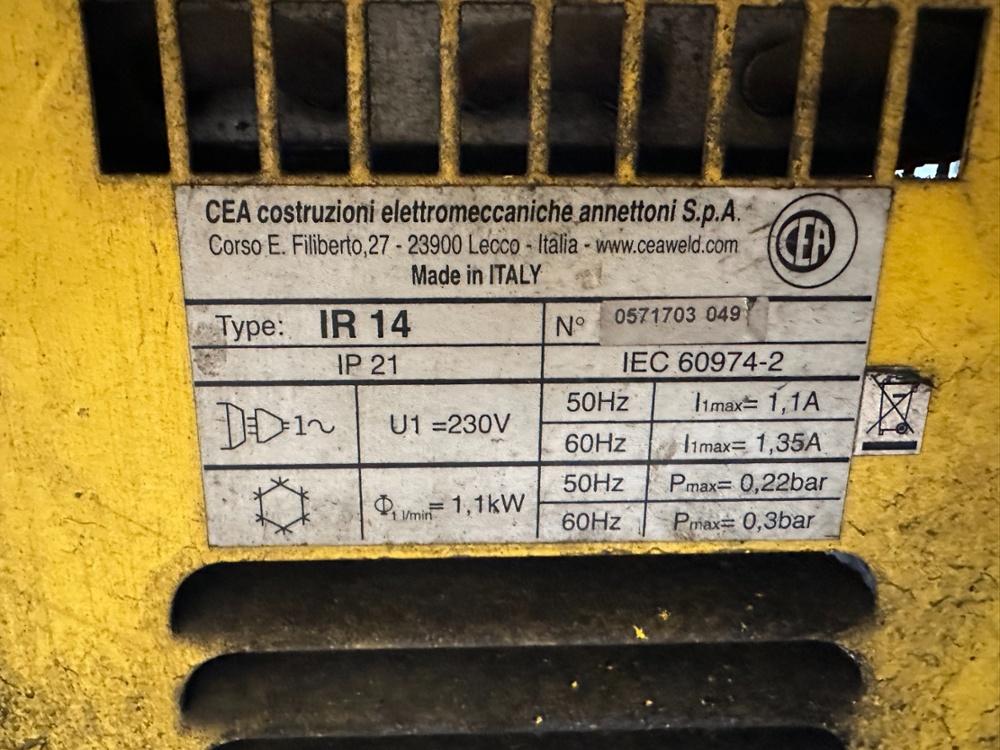 CEA costruzioni elettromeccaniche annettoni S.p.A.
Corso E. Filiberto,27 - 23900 Lecco - Italia - www.ceaweld.com
Made in ITALY
CEA
Type: IR 14 N° 0571703 049
IP 21 IEC 60974-2
1~ U1 =230V 50Hz I1max= 1,1A
60Hz I1max= 1,35A
Φ1 l/min= 1,1kW 50Hz Pmax= 0,22bar
60Hz Pmax= 0,3bar